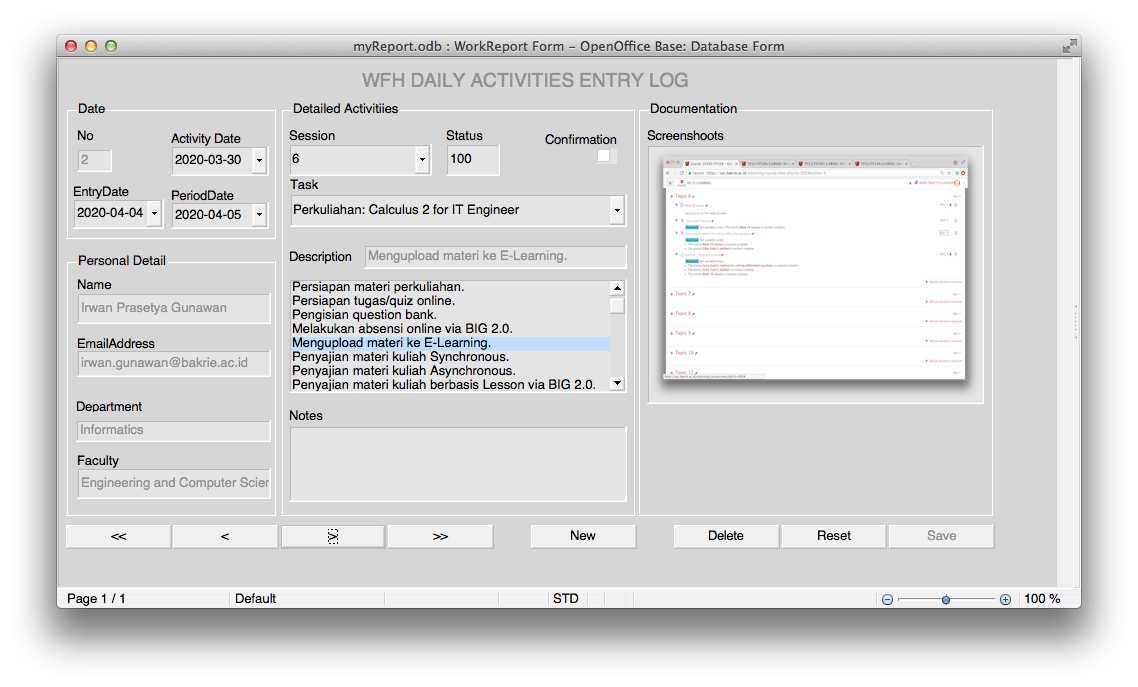 myReport.odb : WorkReport Form – OpenOffice Base: Database Form
WFH DAILY ACTIVITIES ENTRY LOG
Date
No
2
Activity Date
2020-03-30
EntryDate
2020-04-04
PeriodDate
2020-04-05
Personal Detail
Name
Irwan Prasetya Gunawan
EmailAddress
irwan.gunawan@bakrie.ac.id
Department
Informatics
Faculty
Engineering and Computer Scien
Detailed Activitiies
Session
6
Status
100
Confirmation
Task
Perkuliahan: Calculus 2 for IT Engineer
Description
Mengupload materi ke E-Learning.
Persiapan materi perkuliahan.
Persiapan tugas/quiz online.
Pengisian question bank.
Melakukan absensi online via BIG 2.0.
Mengupload materi ke E-Learning.
Penyajian materi kuliah Synchronous.
Penyajian materi kuliah Asynchronous.
Penyajian materi kuliah berbasis Lesson via BIG 2.0.
Notes
Documentation
Screenshoots
Topic 6
Topic 7
Topic 8
Topic 9
Topic 10
Topic 11
<< < > >> New Delete Reset Save
Page 1 / 1 Default STD 100 %